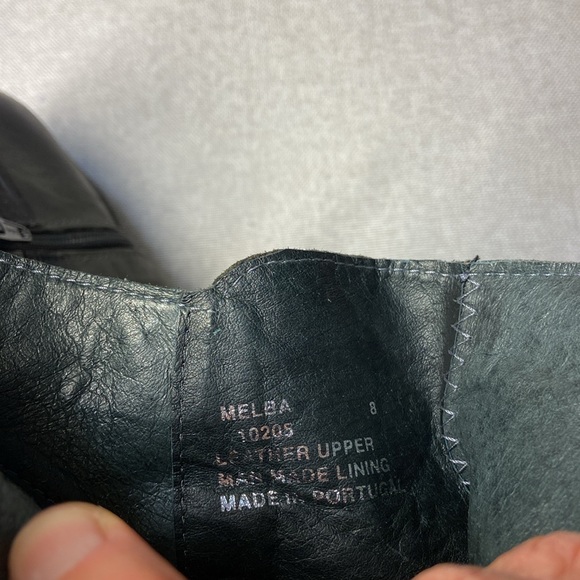 MELBA 8
10205
LEATHER UPPER
MAN MADE LINING
MADE IN PORTUGAL